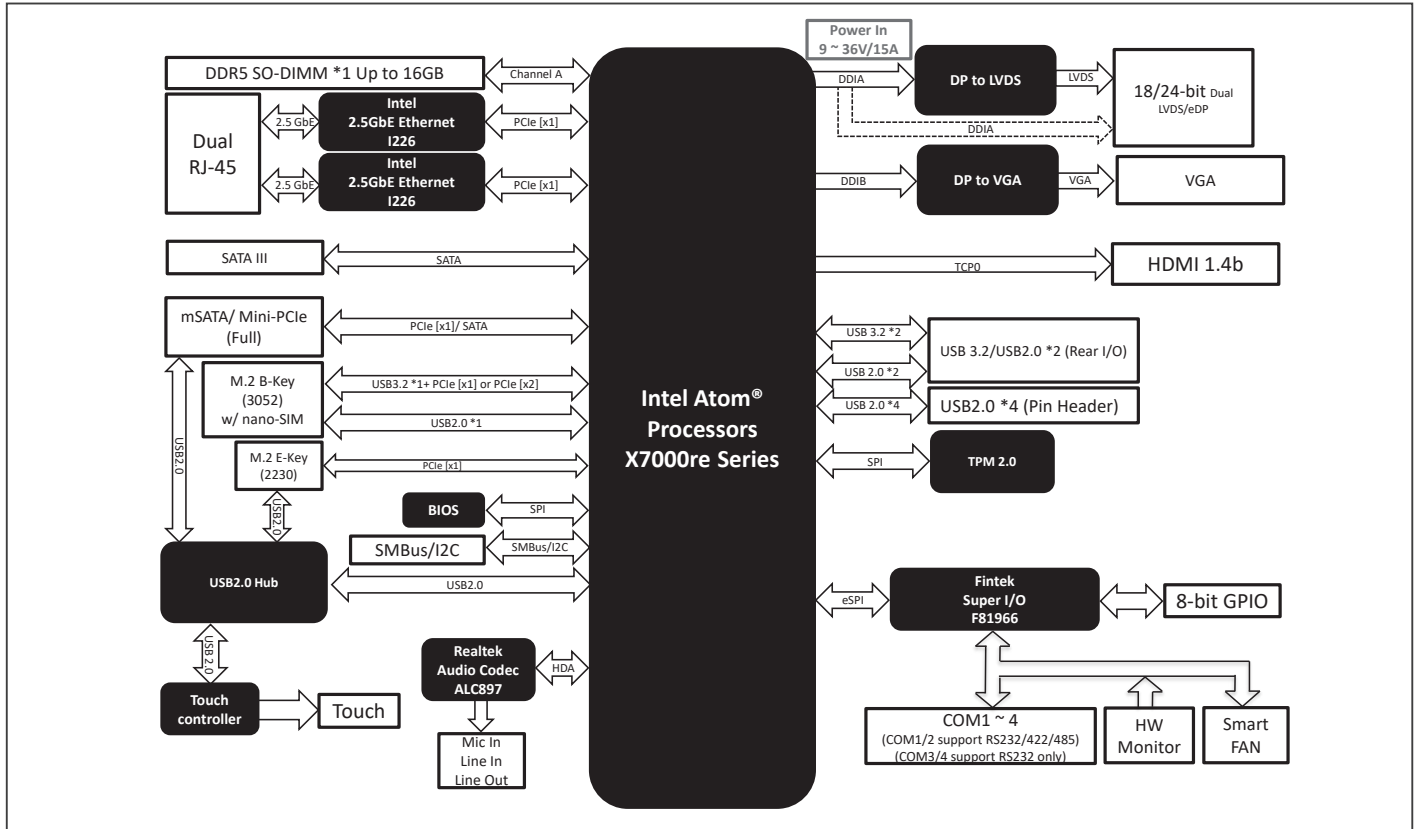 Power In
9 ~ 36V/15A
DDR5 SO-DIMM *1 Up to 16GB
Channel A
Dual
RJ-45
2.5 GbE
Intel
2.5GbE Ethernet
I226
PCIe [x1]
2.5 GbE
Intel
2.5GbE Ethernet
I226
PCIe [x1]
SATA III
SATA
mSATA/ Mini-PCIe
(Full)
PCIe [x1]/ SATA
M.2 B-Key
(3052)
w/ nano-SIM
USB3.2 *1+ PCIe [x1] or PCIe [x2]
USB2.0 *1
M.2 E-Key
(2230)
PCIe [x1]
USB2.0
USB2.0
BIOS
SPI
SMBus/I2C
SMBus/I2C
USB2.0 Hub
USB2.0
USB 2.0
Touch
controller
Touch
Realtek
Audio Codec
ALC897
HDA
Mic In
Line In
Line Out
Intel Atom®
Processors
X7000re Series
DDIA
DP to LVDS
LVDS
18/24-bit Dual
LVDS/eDP
DDIA
DDIB
DP to VGA
VGA
VGA
TCP0
HDMI 1.4b
USB 3.2 *2
USB 2.0 *2
USB 3.2/USB2.0 *2 (Rear I/O)
USB 2.0 *4
USB2.0 *4 (Pin Header)
SPI
TPM 2.0
eSPI
Fintek
Super I/O
F81966
8-bit GPIO
COM1 ~ 4
(COM1/2 support RS232/422/485)
(COM3/4 support RS232 only)
HW
Monitor
Smart
FAN